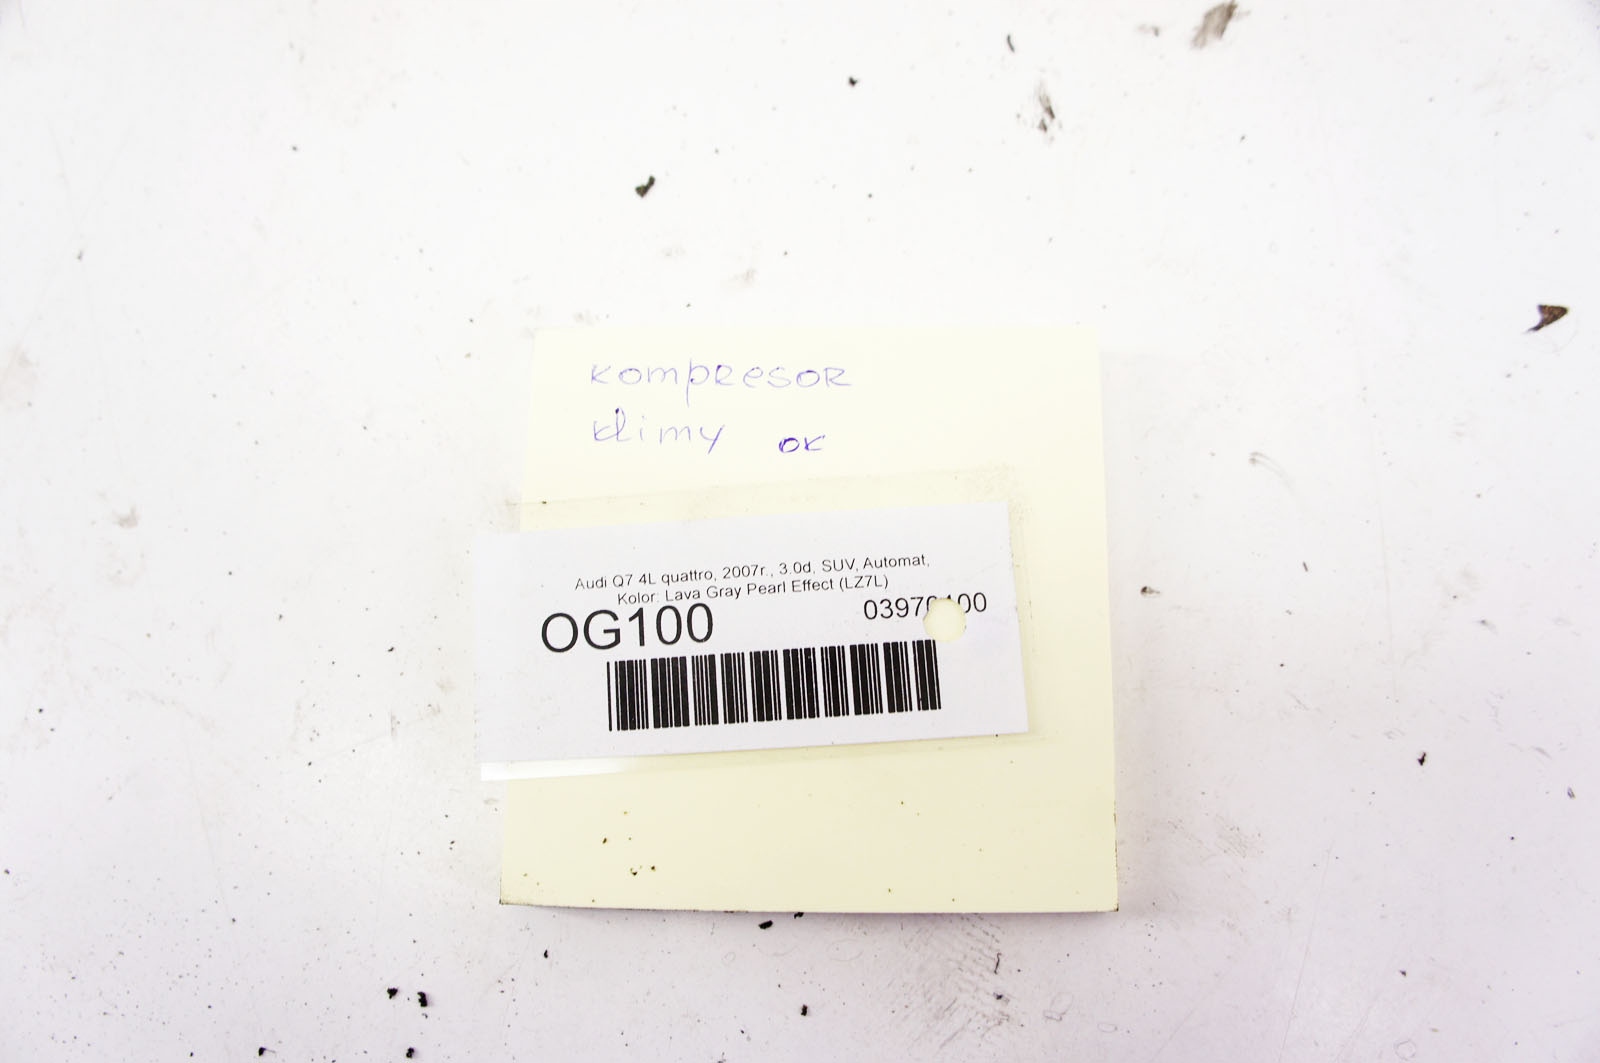 kompresor
klimy ok
Audi Q7 4L quattro, 2007r., 3.0d, SUV, Automat,
Kolor: Lava Gray Pearl Effect (LZ7L)
OG100